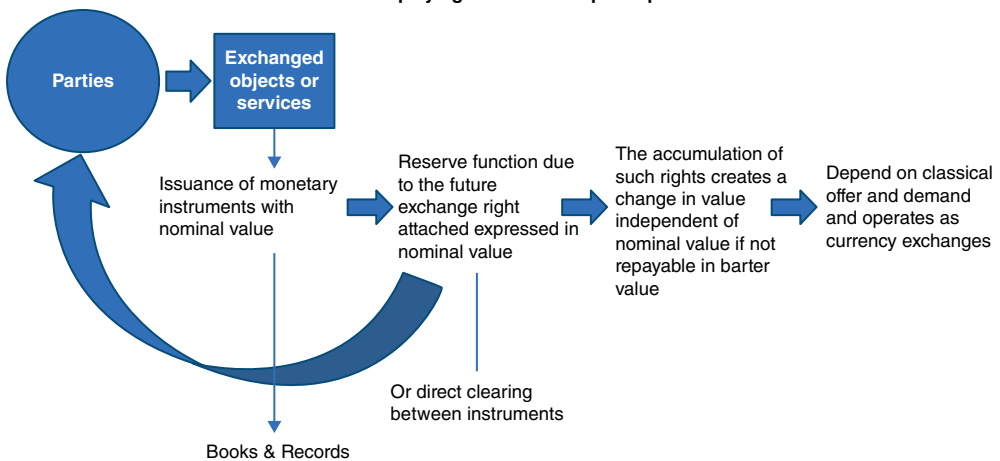 Parties
Exchanged
objects or
services
Issuance of monetary
instruments with
nominal value
Reserve function due
to the future
exchange right
attached expressed in
nominal value
The accumulation of
such rights creates a
change in value
independent of
nominal value if not
repayable in barter
value
Depend on classical
offer and demand
and operates as
currency exchanges
Or direct clearing
between instruments
Books & Records